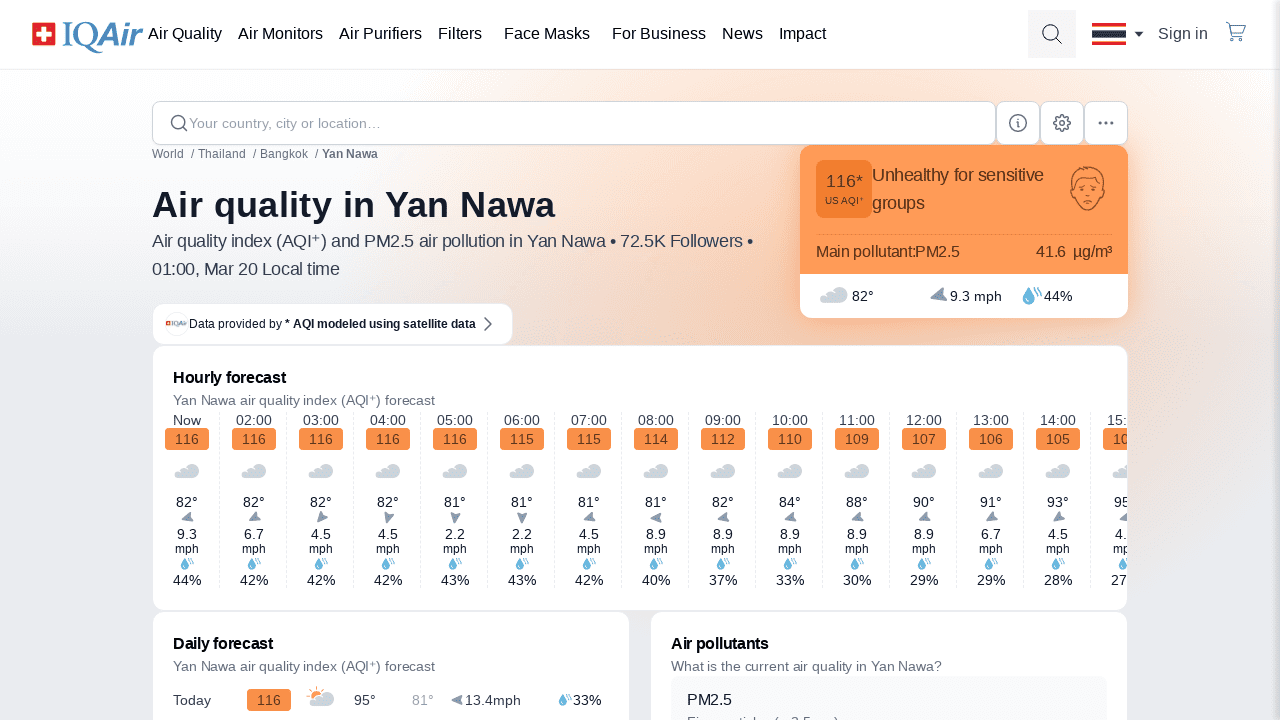 IQAir Air Quality Air Monitors Air Purifiers Filters Face Masks For Business News Impact Sign in
Your country, city or location…
World / Thailand / Bangkok / Yan Nawa
Air quality in Yan Nawa
Air quality index (AQI⁺) and PM2.5 air pollution in Yan Nawa • 72.5K Followers •
01:00, Mar 20 Local time
116*
US AQI⁺
Unhealthy for sensitive
groups
Main pollutant:PM2.5 41.6 µg/m³
82° 9.3 mph 44%
IQAir Data provided by * AQI modeled using satellite data
Hourly forecast
Yan Nawa air quality index (AQI⁺) forecast
Now 02:00 03:00 04:00 05:00 06:00 07:00 08:00 09:00 10:00 11:00 12:00 13:00 14:00
116 116 116 116 116 115 115 114 112 110 109 107 106 105
82° 82° 82° 82° 81° 81° 81° 81° 82° 84° 88° 90° 91° 93°
9.3 6.7 4.5 4.5 2.2 2.2 4.5 8.9 8.9 8.9 8.9 8.9 6.7 4.5
mph mph mph mph mph mph mph mph mph mph mph mph mph mph
44% 42% 42% 42% 43% 43% 42% 40% 37% 33% 30% 29% 29% 28%
Daily forecast
Yan Nawa air quality index (AQI⁺) forecast
Today 116 95° 81° 13.4mph 33%
Air pollutants
What is the current air quality in Yan Nawa?
PM2.5